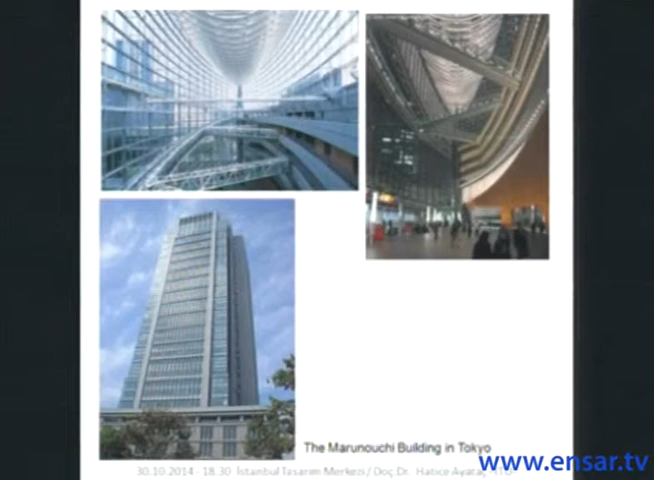 The Marunouchi Building in Tokyo
www.ensar.tv
30.10.2014 - 18.30 İstanbul Tasarım Merkezi / Doç.Dr. Hatice Ayataç